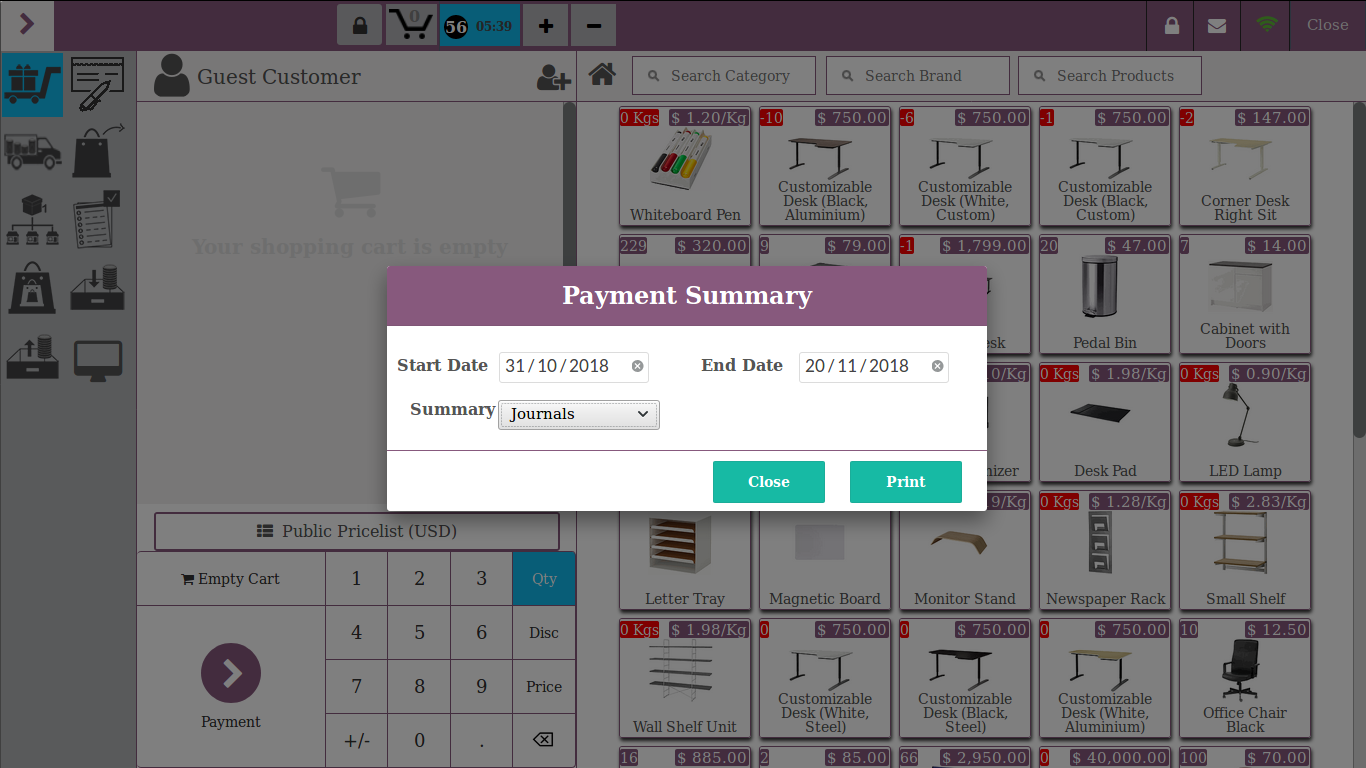 0
56 05:39
+
−
Close
Guest Customer
Search Category
Search Brand
Search Products
Your shopping cart is empty
0 Kgs $ 1.20/Kg
Whiteboard Pen
-10 $ 750.00
Customizable
Desk (Black,
Aluminium)
-6 $ 750.00
Customizable
Desk (White,
Custom)
-1 $ 750.00
Customizable
Desk (Black,
Custom)
-2 $ 147.00
Corner Desk
Right Sit
229 $ 320.00
9 $ 79.00
-1 $ 1,799.00
esk
20 $ 47.00
Pedal Bin
7 $ 14.00
Cabinet with
Doors
Payment Summary
Start Date 31/10/2018
End Date 20/11/2018
Summary Journals
Close
Print
0/Kg
nizer
0 Kgs $ 1.98/Kg
Desk Pad
0 Kgs $ 0.90/Kg
LED Lamp
Letter Tray
Magnetic Board
9/Kg
Monitor Stand
0 Kgs $ 1.28/Kg
Newspaper Rack
0 Kgs $ 2.83/Kg
Small Shelf
Public Pricelist (USD)
Empty Cart
1 2 3 Qty
4 5 6 Disc
7 8 9 Price
+/- 0 .
Payment
0 Kgs $ 1.98/Kg
Wall Shelf Unit
0 $ 750.00
Customizable
Desk (White,
Steel)
0 $ 750.00
Customizable
Desk (Black,
Steel)
0 $ 750.00
Customizable
Desk (White,
Aluminium)
10 $ 12.50
Office Chair
Black
16 $ 885.00
2 $ 85.00
66 $ 2,950.00
0 $ 40,000.00
100 $ 70.00